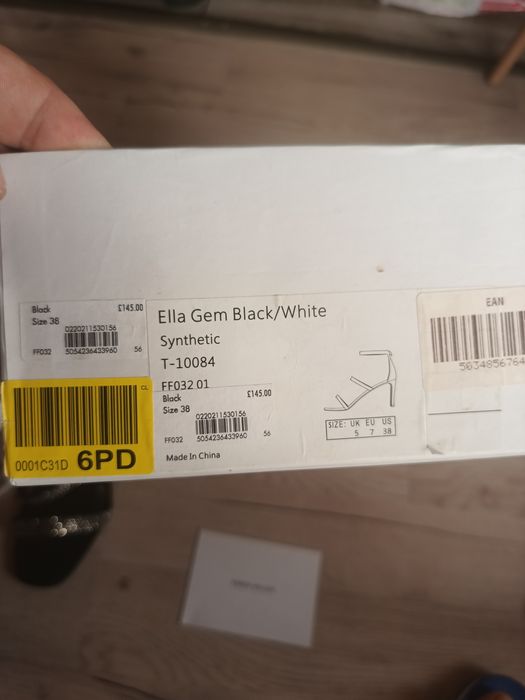 Black £145.00
Size 38
0220211530156
FF032 5054236433960 56
CL
0001C31D 6PD
Ella Gem Black/White
Synthetic
T-10084
FF032 01
Black £145.00
Size 38
0220211530156
FF032 5054236433960 56
Made In China
SIZE: UK EU US
5 7 38
EAN
5034856764